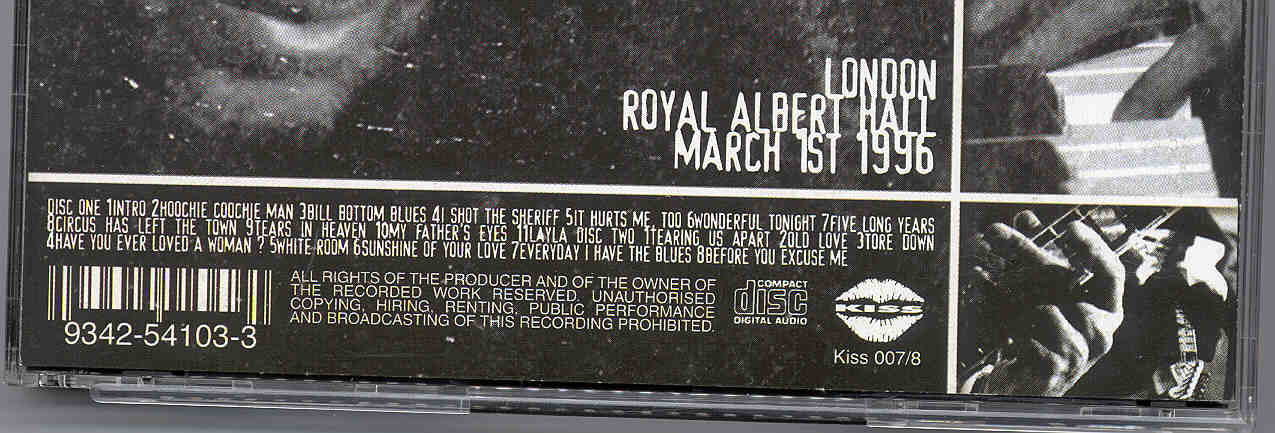 LONDON
ROYAL ALBERT HALL
MARCH 1ST 1996
DISC ONE 1INTRO 2HOOCHIE COOCHIE MAN 3BILL BOTTOM BLUES 4I SHOT THE SHERIFF 5IT HURTS ME, TOO 6WONDERFUL TONIGHT 7FIVE LONG YEARS
8CIRCUS HAS LEFT THE TOWN 9TEARS IN HEAVEN 10MY FATHER'S EYES 11LAYLA DISC TWO 1TEARING US APART 2OLD LOVE 3TORE DOWN
4HAVE YOU EVER LOVED A WOMAN ? 5WHITE ROOM 6SUNSHINE OF YOUR LOVE 7EVERYDAY I HAVE THE BLUES 8BEFORE YOU EXCUSE ME
9342-54103-3
ALL RIGHTS OF THE PRODUCER AND OF THE OWNER OF
THE RECORDED WORK RESERVED. UNAUTHORISED
COPYING, HIRING, RENTING, PUBLIC PERFORMANCE
AND BROADCASTING OF THIS RECORDING PROHIBITED.
COMPACT
disc
DIGITAL AUDIO
KISS
Kiss 007/8